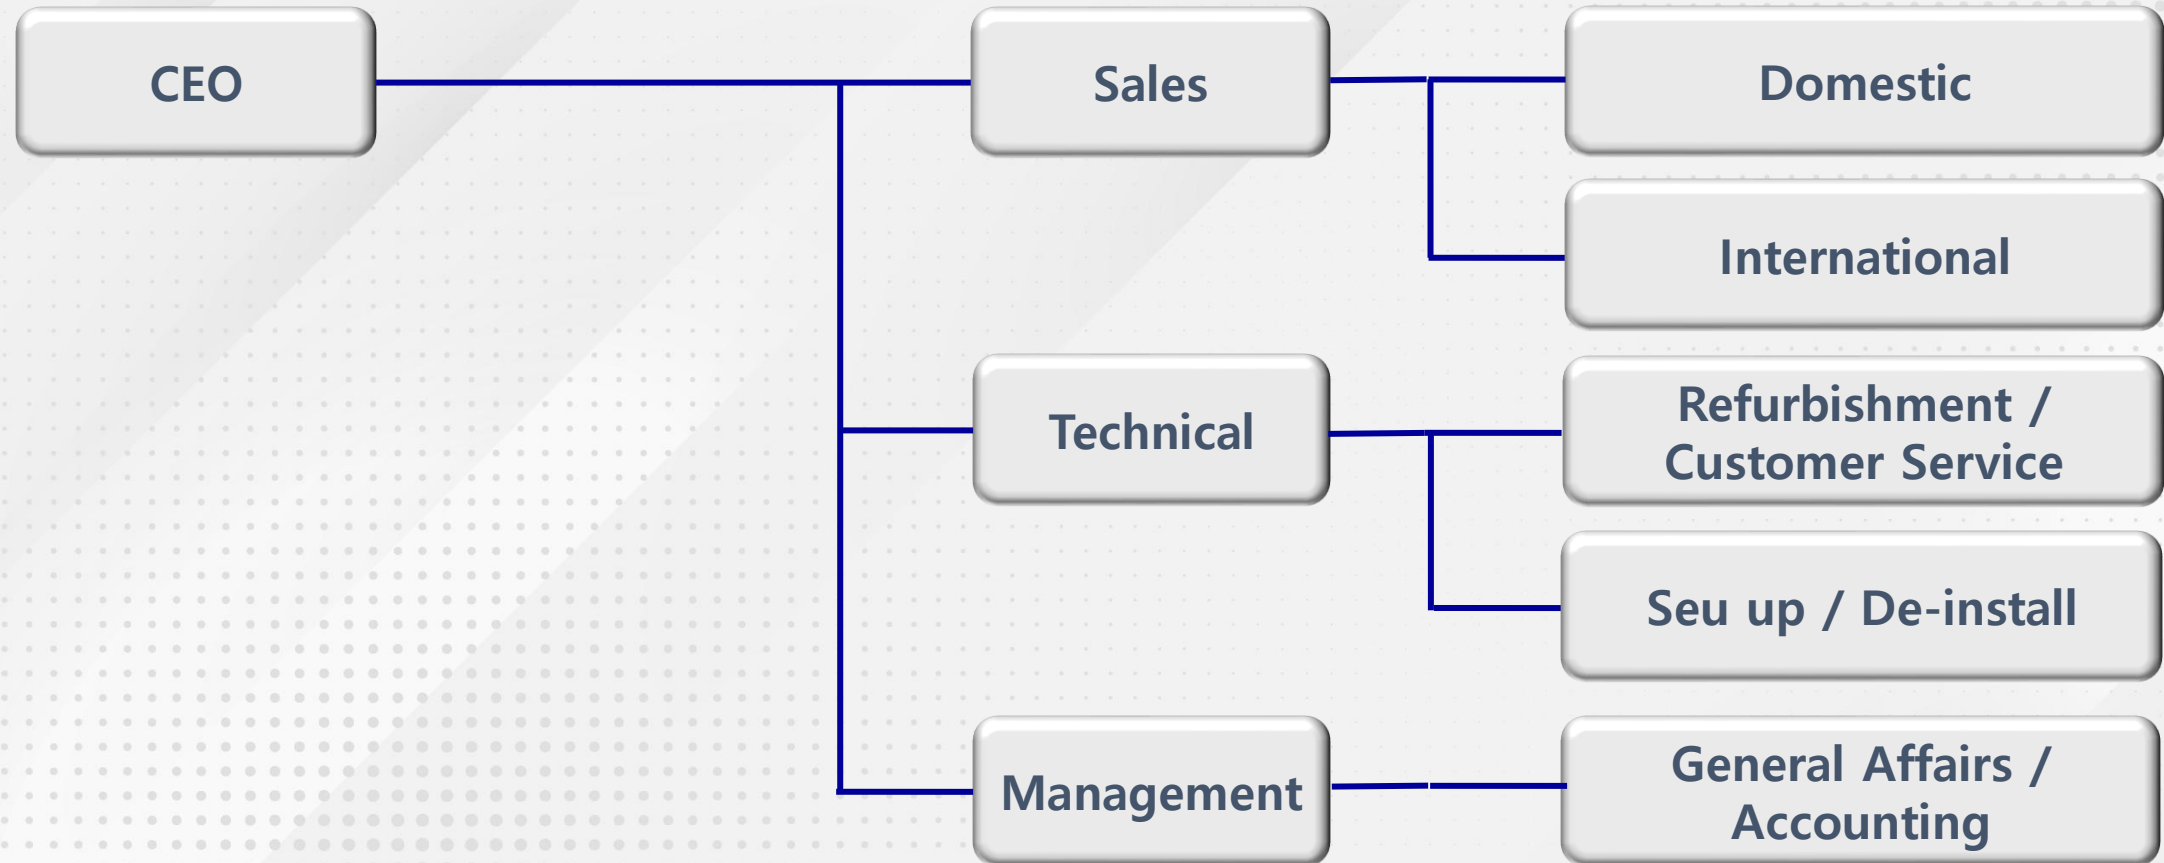 CEO
Sales
Domestic
International
Technical
Refurbishment /
Customer Service
Seu up / De-install
Management
General Affairs /
Accounting